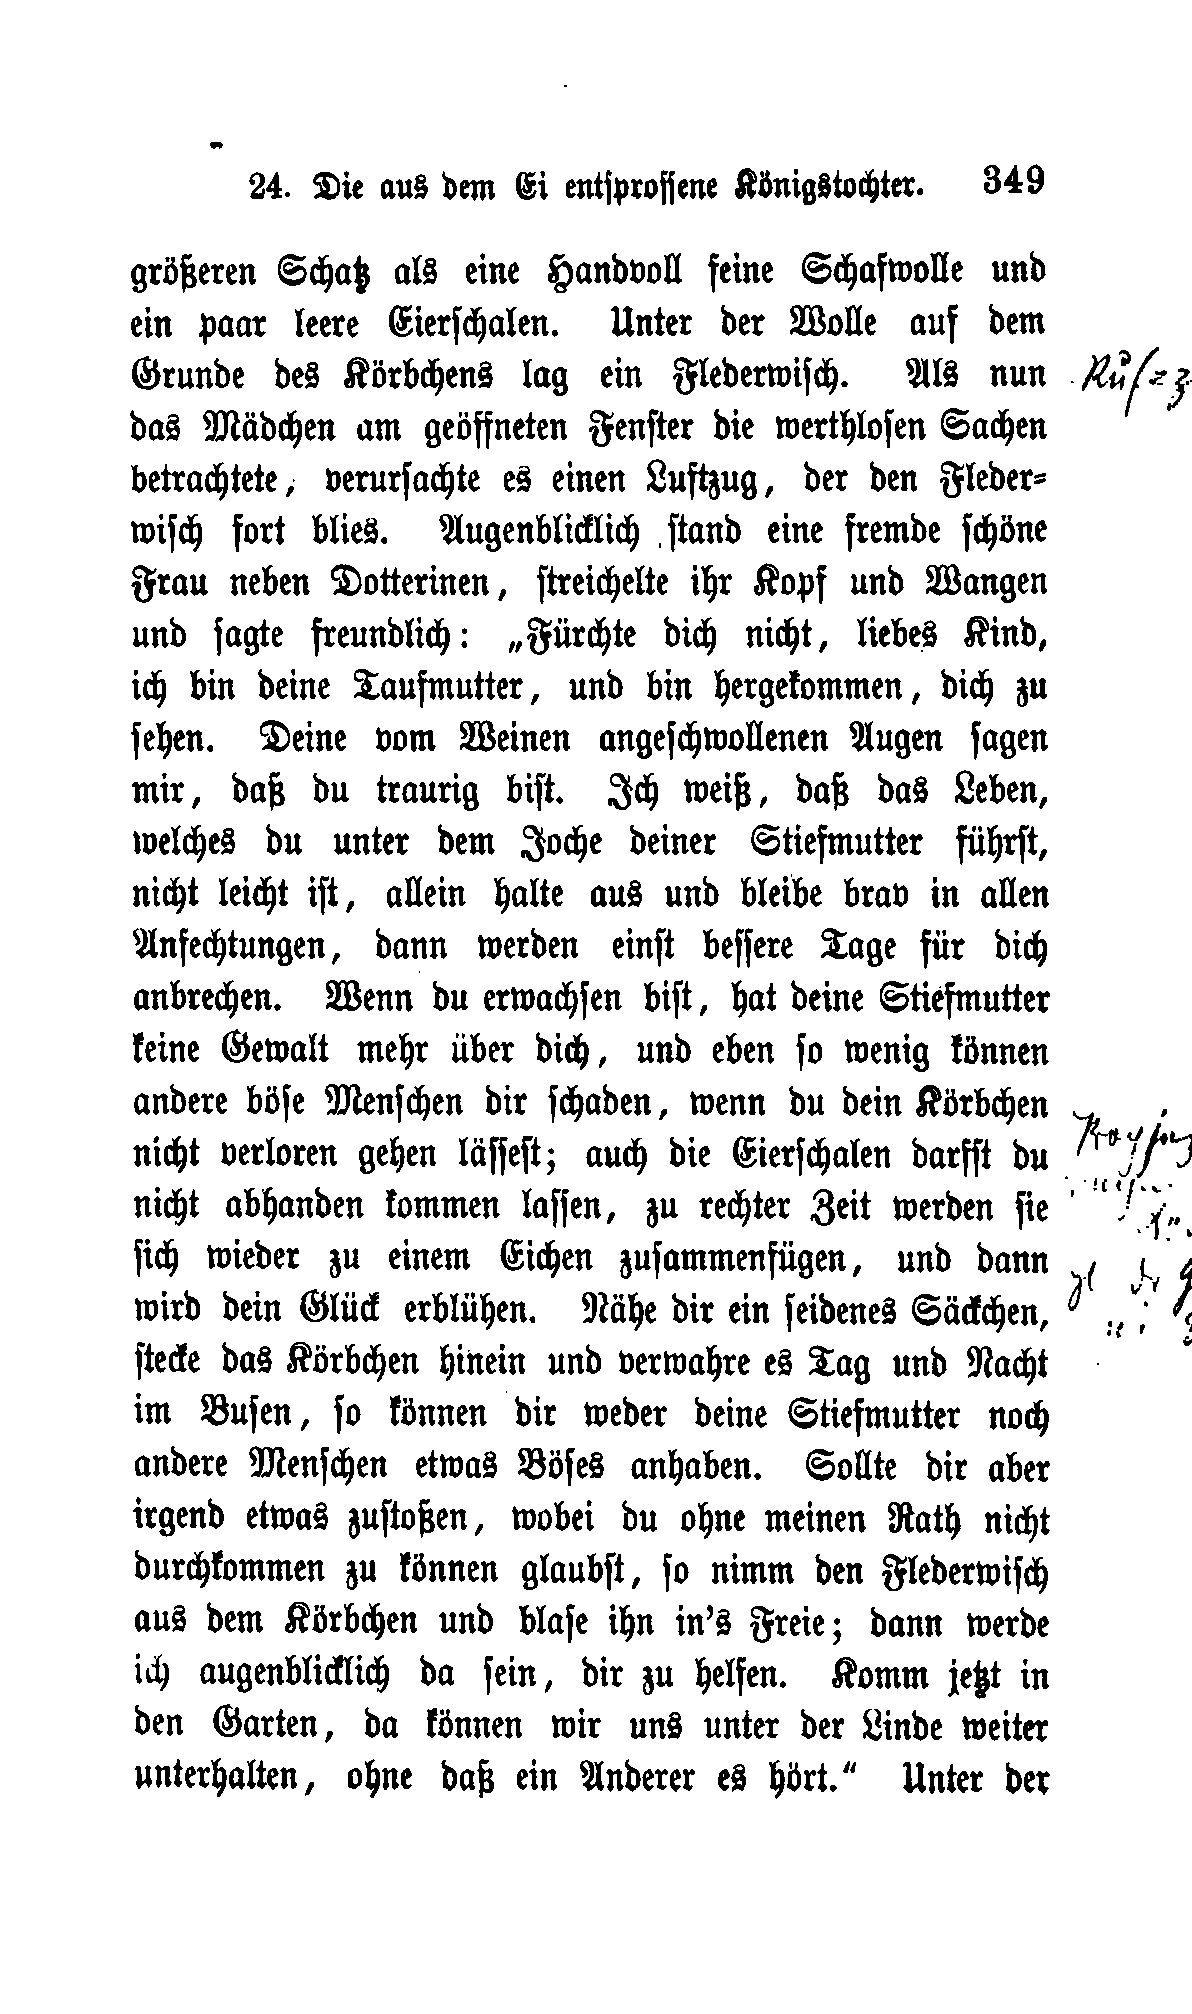 24. Die aus dem Ei entsprossene Königstochter. 349
größeren Schatz als eine Handvoll feine Schafwolle und
ein paar leere Eierschalen. Unter der Wolle auf dem
Grunde des Körbchens lag ein Flederwisch. Als nun
das Mädchen am geöffneten Fenster die werthlosen Sachen
betrachtete, verursachte es einen Luftzug, der den Fleder=
wisch fort blies. Augenblicklich stand eine fremde schöne
Frau neben Dotterinen, streichelte ihr Kopf und Wangen
und sagte freundlich: „Fürchte dich nicht, liebes Kind,
ich bin deine Taufmutter, und bin hergekommen, dich zu
sehen. Deine vom Weinen angeschwollenen Augen sagen
mir, daß du traurig bist. Ich weiß, daß das Leben,
welches du unter dem Joche deiner Stiefmutter führst,
nicht leicht ist, allein halte aus und bleibe brav in allen
Anfechtungen, dann werden einst bessere Tage für dich
anbrechen. Wenn du erwachsen bist, hat deine Stiefmutter
keine Gewalt mehr über dich, und eben so wenig können
andere böse Menschen dir schaden, wenn du dein Körbchen
nicht verloren gehen lässest; auch die Eierschalen darfst du
nicht abhanden kommen lassen, zu rechter Zeit werden sie
sich wieder zu einem Eichen zusammenfügen, und dann
wird dein Glück erblühen. Nähe dir ein seidenes Säckchen,
stecke das Körbchen hinein und verwahre es Tag und Nacht
im Busen, so können dir weder deine Stiefmutter noch
andere Menschen etwas Böses anhaben. Sollte dir aber
irgend etwas zustoßen, wobei du ohne meinen Rath nicht
durchkommen zu können glaubst, so nimm den Flederwisch
aus dem Körbchen und blase ihn in's Freie; dann werde
ich augenblicklich da sein, dir zu helfen. Komm jetzt in
den Garten, da können wir uns unter der Linde weiter
unterhalten, ohne daß ein Anderer es hört.“ Unter der